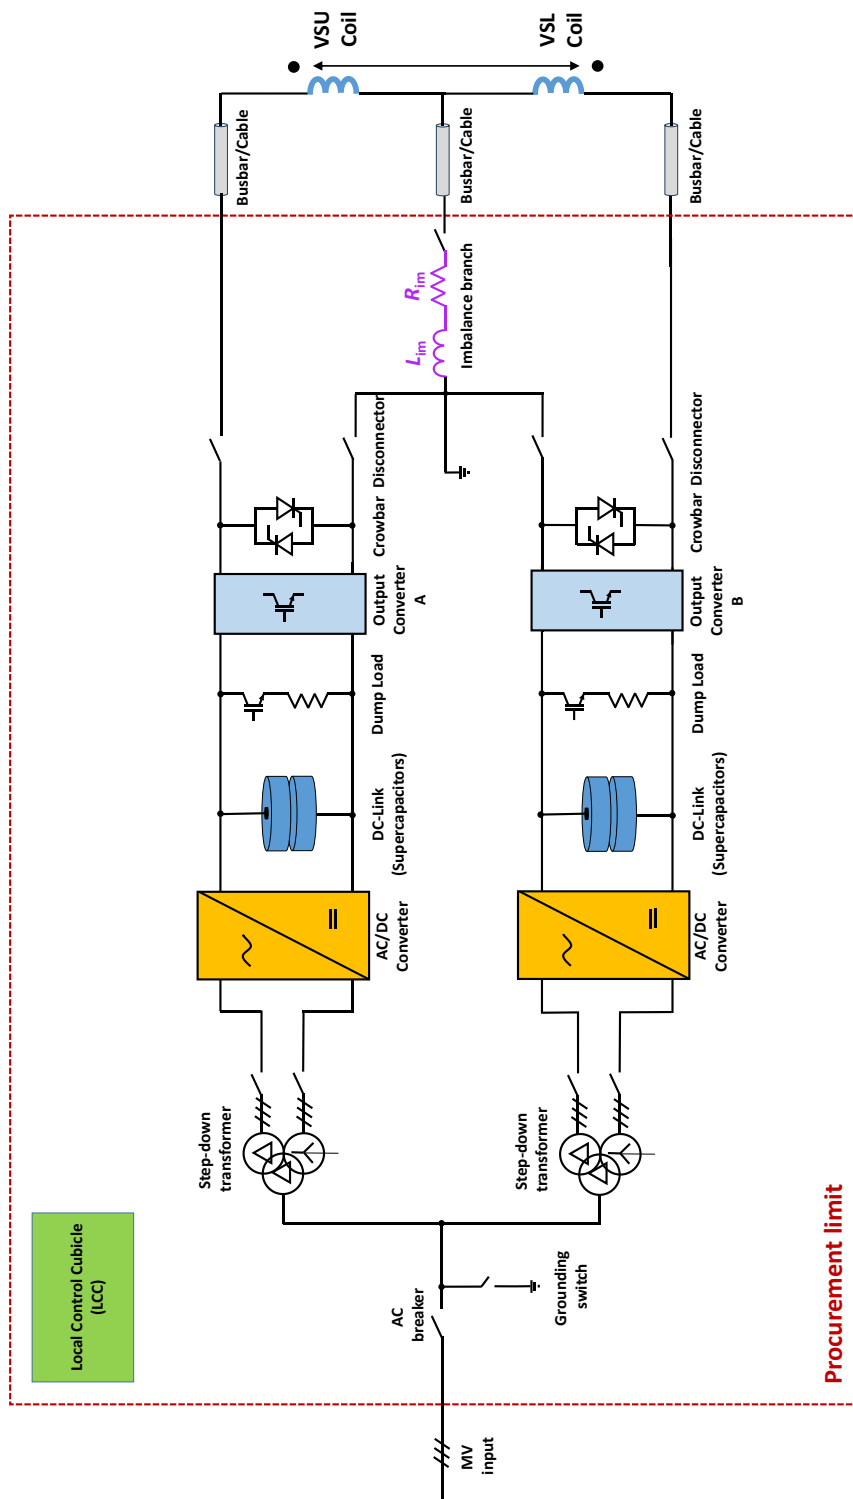 Local Control Cubicle
(LCC)
MV
input
AC
breaker
Grounding
switch
Step-down
transformer
AC/DC
Converter
DC-Link
(Supercapacitors)
Dump Load
Output
Converter
A
Crowbar
Disconnector
Step-down
transformer
AC/DC
Converter
DC-Link
(Supercapacitors)
Dump Load
Output
Converter
B
Crowbar
Disconnector
Lim
Rim
Imbalance branch
Busbar/Cable
Busbar/Cable
Busbar/Cable
VSU
Coil
VSL
Coil
Procurement limit